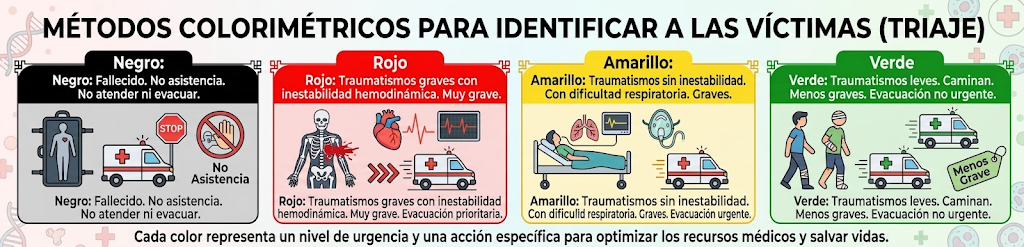 MÉTODOS COLORIMÉTRICOS PARA IDENTIFICAR A LAS VÍCTIMAS (TRIAJE)
Negro:
Negro: Fallecido. No asistencia.
No atender ni evacuar.
STOP
No
Asistencia
Negro: Fallecido. No asistencia.
No atender ni evacuar.
Rojo
Rojo: Traumatismos graves con
inestabilidad hemodinámica. Muy grave.
Rojo: Traumatismos graves con inestabilidad
hemodinámica. Muy grave. Evacuación prioritaria.
Amarillo:
Amarillo: Traumatismos sin inestabilidad.
Con dificultad respiratoria. Graves.
Amarillo: Traumatismos sin inestabilidad.
Con dificulld respiratoria. Graves. Evacuación urgente.
Verde
Verde: Traumatismos leves. Caminan.
Menos graves. Evacuación no urgente.
Menos
Grave
Verde: Traumatismos leves. Caminan.
Menos graves. Evacuación no urgente.
Cada color representa un nivel de urgencia y una acción específica para optimizar los recursos médicos y salvar vidas.